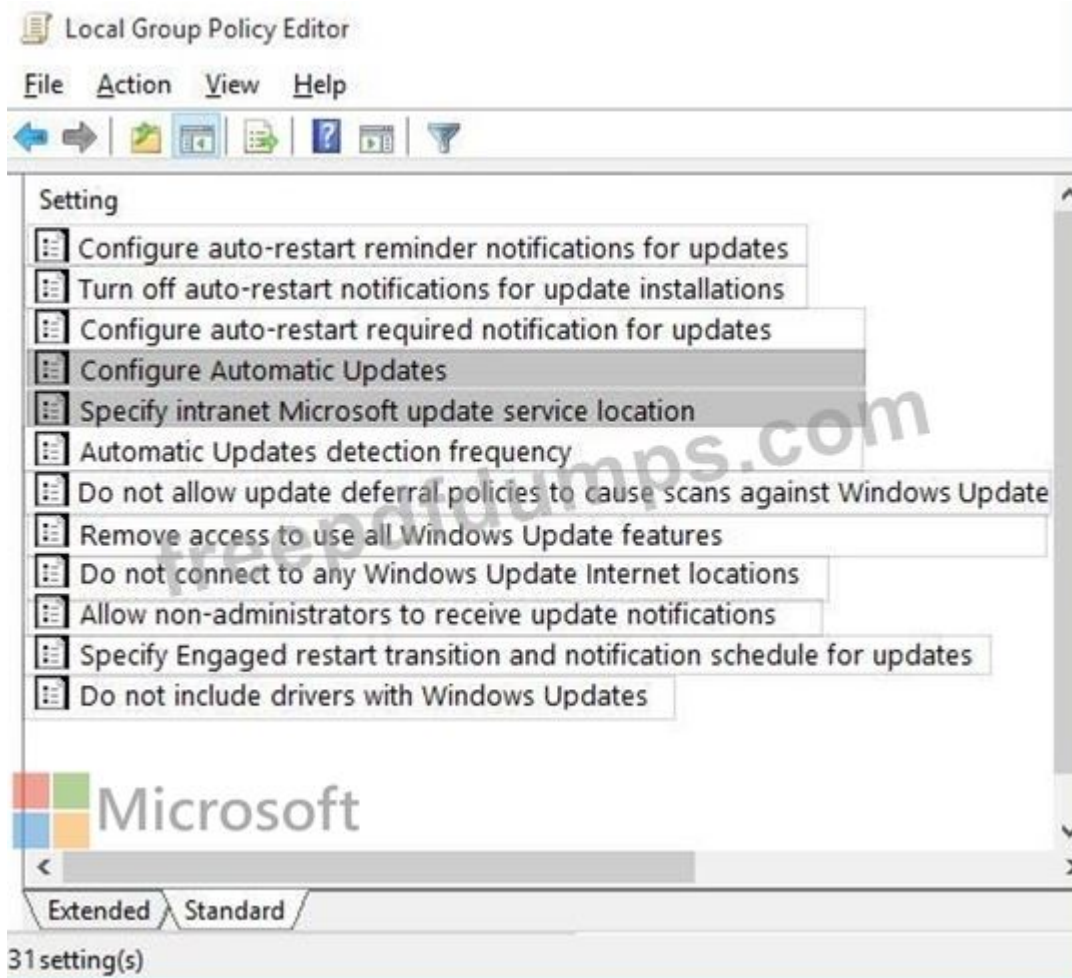 Local Group Policy Editor
File Action View Help
Setting
Configure auto-restart reminder notifications for updates
Turn off auto-restart notifications for update installations
Configure auto-restart required notification for updates
Configure Automatic Updates
Specify intranet Microsoft update service location
Automatic Updates detection frequency
Do not allow update deferral policies to cause scans against Windows Update
Remove access to use all Windows Update features
Do not connect to any Windows Update Internet locations
Allow non-administrators to receive update notifications
Specify Engaged restart transition and notification schedule for updates
Do not include drivers with Windows Updates
freepdfdumps.com
Microsoft
Extended Standard
31 setting(s)